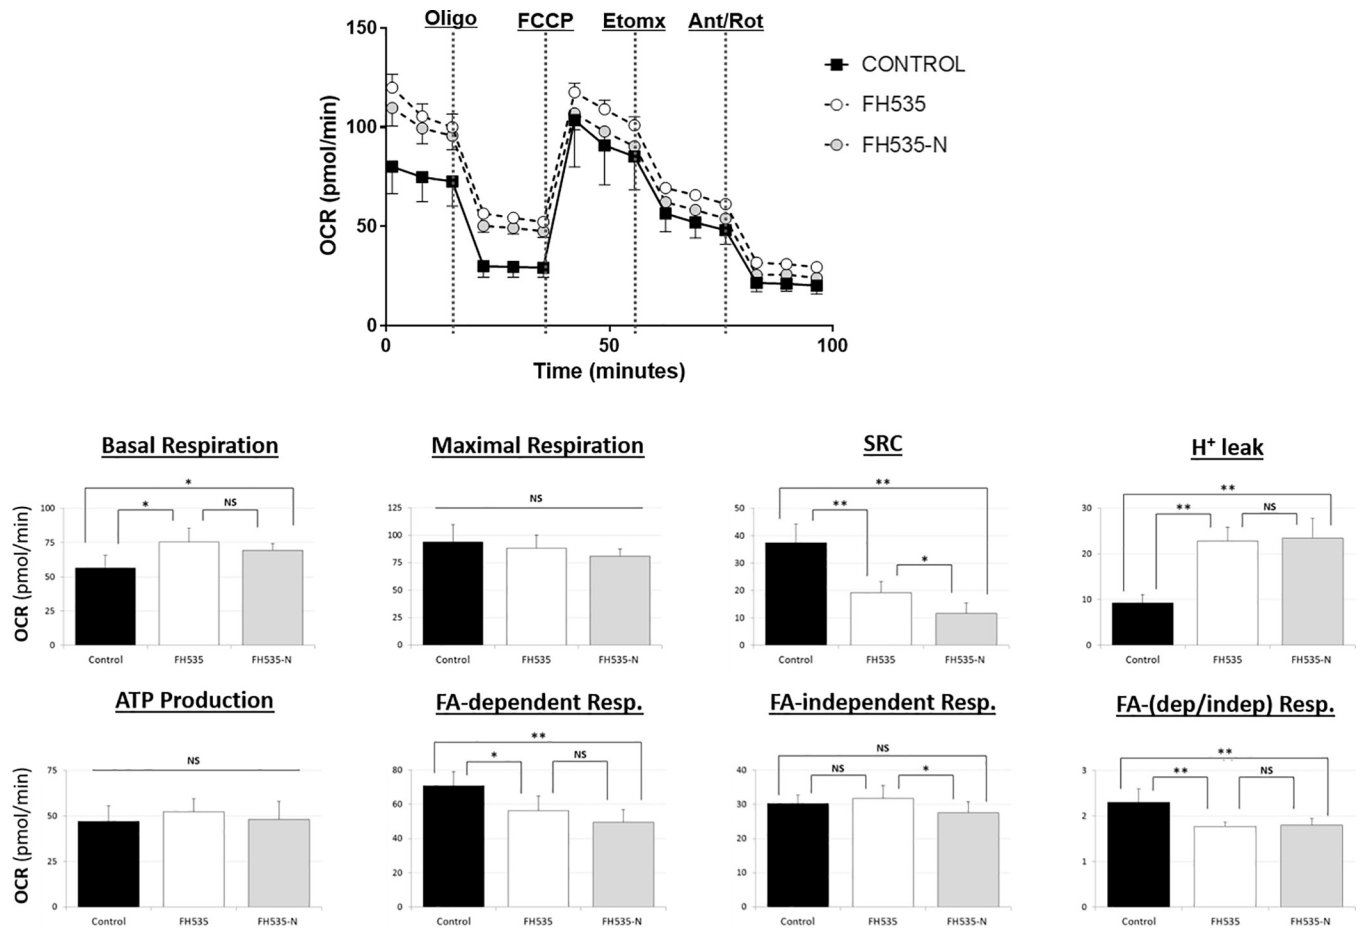 Oligo FCCP Etomx Ant/Rot
150
100
50
0
OCR (pmol/min)
0 50 100
Time (minutes)
CONTROL
FH535
FH535-N
Basal Respiration
*
* NS
100
75
50
25
0
OCR (pmol/min)
Control FH535 FH535-N
Maximal Respiration
NS
125
100
75
50
25
0
Control FH535 FH535-N
SRC
**
**
*
50
40
30
20
10
0
Control FH535 FH535-N
H+ leak
**
** NS
30
20
10
0
Control FH535 FH535-N
ATP Production
NS
75
50
25
0
OCR (pmol/min)
Control FH535 FH535-N
FA-dependent Resp.
**
* NS
80
60
40
20
0
Control FH535 FH535-N
FA-independent Resp.
NS
NS *
40
30
20
10
0
Control FH535 FH535-N
FA-(dep/indep) Resp.
**
** NS
3
2
1
0
Control FH535 FH535-N